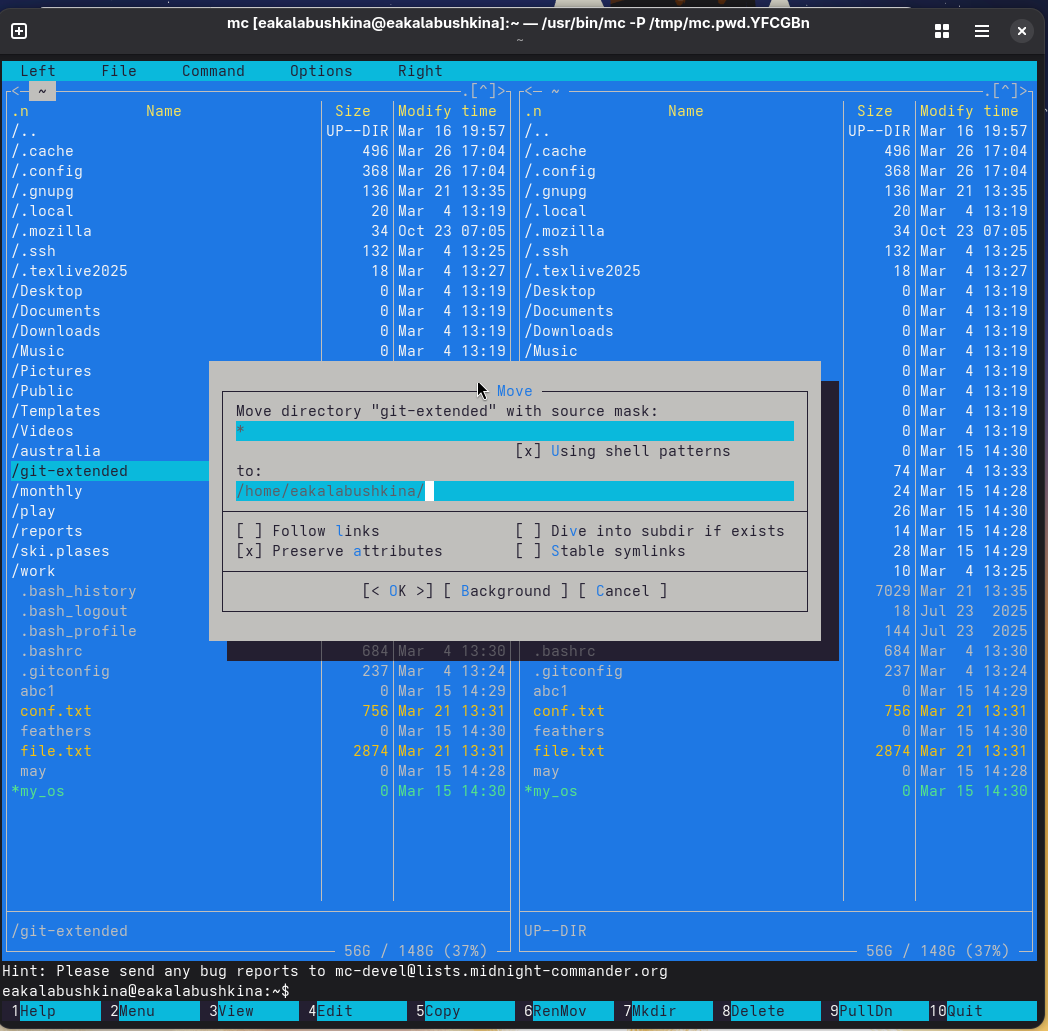 mc [eakalabushkina@eakalabushkina]:~ — /usr/bin/mc -P /tmp/mc.pwd.YFCGBn
~
Left File Command Options Right
<— ~ .[^]> <— ~ .[^]>
.n Name Size Modify time .n Name Size Modify time
/.. UP--DIR Mar 16 19:57 /.. UP--DIR Mar 16 19:57
/.cache 496 Mar 26 17:04 /.cache 496 Mar 26 17:04
/.config 368 Mar 26 17:04 /.config 368 Mar 26 17:04
/.gnupg 136 Mar 21 13:35 /.gnupg 136 Mar 21 13:35
/.local 20 Mar 4 13:19 /.local 20 Mar 4 13:19
/.mozilla 34 Oct 23 07:05 /.mozilla 34 Oct 23 07:05
/.ssh 132 Mar 4 13:25 /.ssh 132 Mar 4 13:25
/.texlive2025 18 Mar 4 13:27 /.texlive2025 18 Mar 4 13:27
/Desktop 0 Mar 4 13:19 /Desktop 0 Mar 4 13:19
/Documents 0 Mar 4 13:19 /Documents 0 Mar 4 13:19
/Downloads 0 Mar 4 13:19 /Downloads 0 Mar 4 13:19
/Music 0 Mar 4 13:19 /Music 0 Mar 4 13:19
/Pictures 0 Mar 4 13:19
/Public Move 0 Mar 4 13:19
/Templates Move directory "git-extended" with source mask: 0 Mar 4 13:19
/Videos * 0 Mar 4 13:19
/australia [x] Using shell patterns 0 Mar 15 14:30
/git-extended to: 74 Mar 4 13:33
/monthly /home/eakalabushkina/ 24 Mar 15 14:28
/play 26 Mar 15 14:30
/reports [ ] Follow links [ ] Dive into subdir if exists 14 Mar 15 14:28
/ski.plases [x] Preserve attributes [ ] Stable symlinks 28 Mar 15 14:29
/work 10 Mar 4 13:25
.bash_history [< OK >] [ Background ] [ Cancel ] 7029 Mar 21 13:35
.bash_logout 18 Jul 23 2025
.bash_profile 144 Jul 23 2025
.bashrc 684 Mar 4 13:30 .bashrc 684 Mar 4 13:30
.gitconfig 237 Mar 4 13:24 .gitconfig 237 Mar 4 13:24
abc1 0 Mar 15 14:29 abc1 0 Mar 15 14:29
conf.txt 756 Mar 21 13:31 conf.txt 756 Mar 21 13:31
feathers 0 Mar 15 14:30 feathers 0 Mar 15 14:30
file.txt 2874 Mar 21 13:31 file.txt 2874 Mar 21 13:31
may 0 Mar 15 14:28 may 0 Mar 15 14:28
*my_os 0 Mar 15 14:30 *my_os 0 Mar 15 14:30
/git-extended UP--DIR
56G / 148G (37%) 56G / 148G (37%)
Hint: Please send any bug reports to mc-devel@lists.midnight-commander.org
eakalabushkina@eakalabushkina:~$
1Help 2Menu 3View 4Edit 5Copy 6RenMov 7Mkdir 8Delete 9PullDn 10Quit